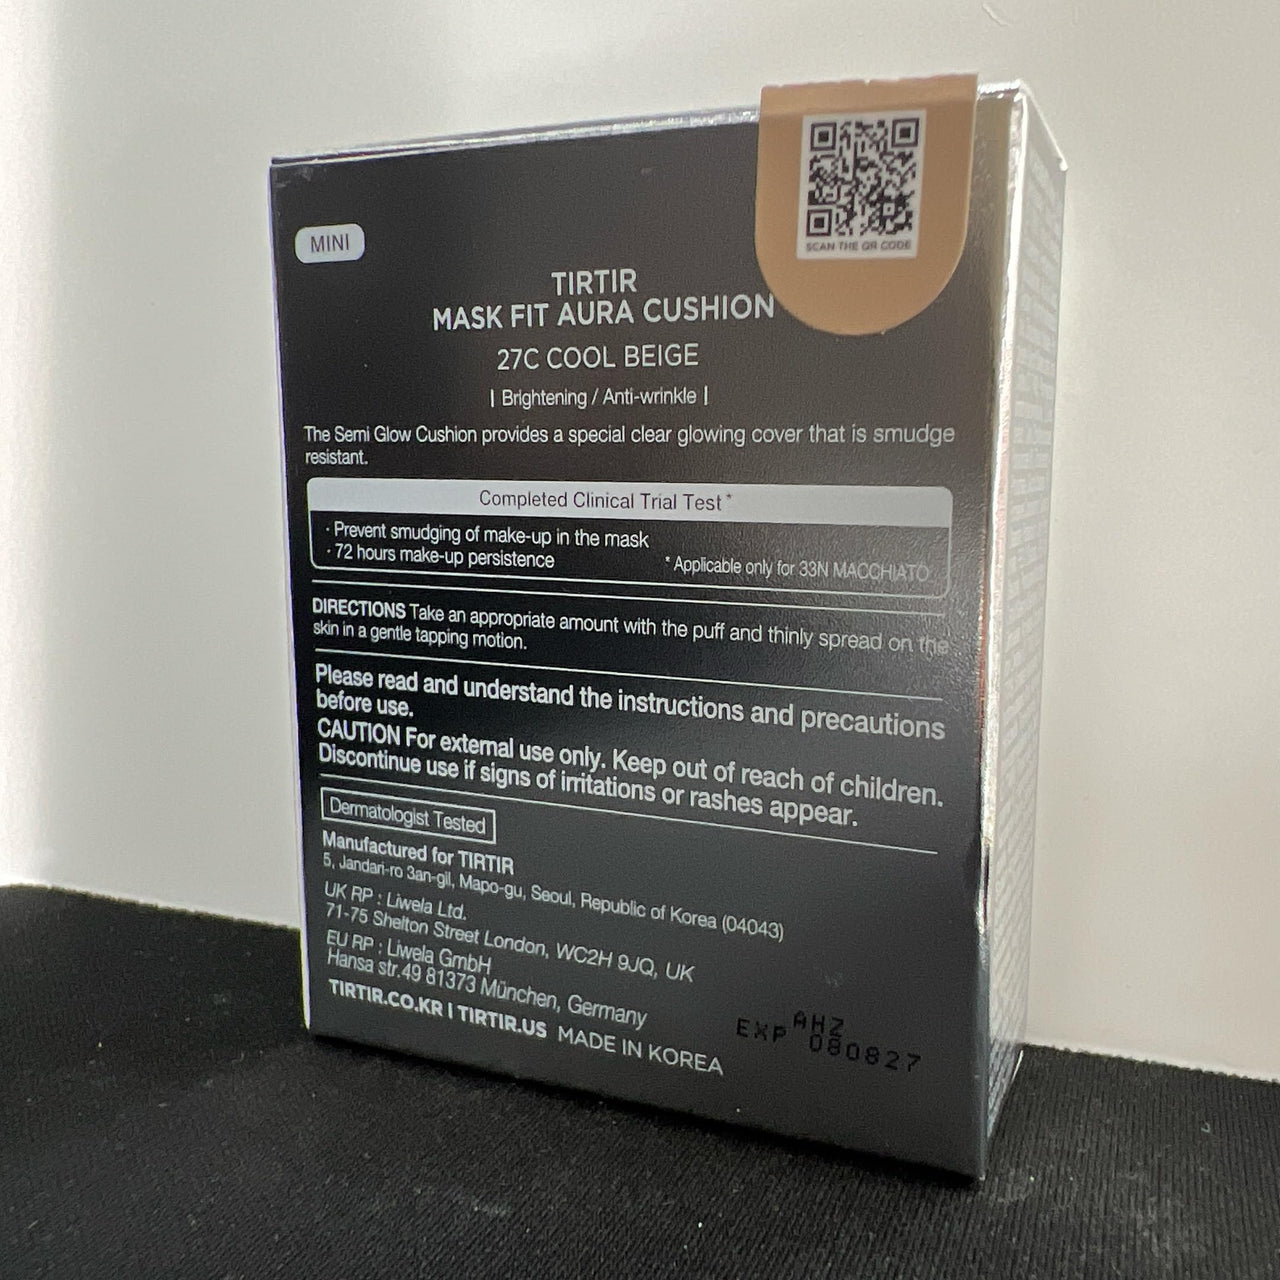 SCAN THE QR CODE
MINI
TIRTIR
MASK FIT AURA CUSHION
27C COOL BEIGE
| Brightening / Anti-wrinkle |
The Semi Glow Cushion provides a special clear glowing cover that is smudge
resistant.
Completed Clinical Trial Test *
· Prevent smudging of make-up in the mask
· 72 hours make-up persistence
* Applicable only for 33N MACCHIATO
DIRECTIONS Take an appropriate amount with the puff and thinly spread on the
skin in a gentle tapping motion.
Please read and understand the instructions and precautions
before use.
CAUTION For external use only. Keep out of reach of children.
Discontinue use if signs of irritations or rashes appear.
Dermatologist Tested
Manufactured for TIRTIR
5, Jandari-ro 3an-gil, Mapo-gu, Seoul, Republic of Korea (04043)
UK RP : Liwela Ltd.
71-75 Shelton Street London, WC2H 9JQ, UK
EU RP : Liwela GmbH
Hansa str.49 81373 München, Germany
TIRTIR.CO.KR | TIRTIR.US MADE IN KOREA
AHZ
EXP 080827